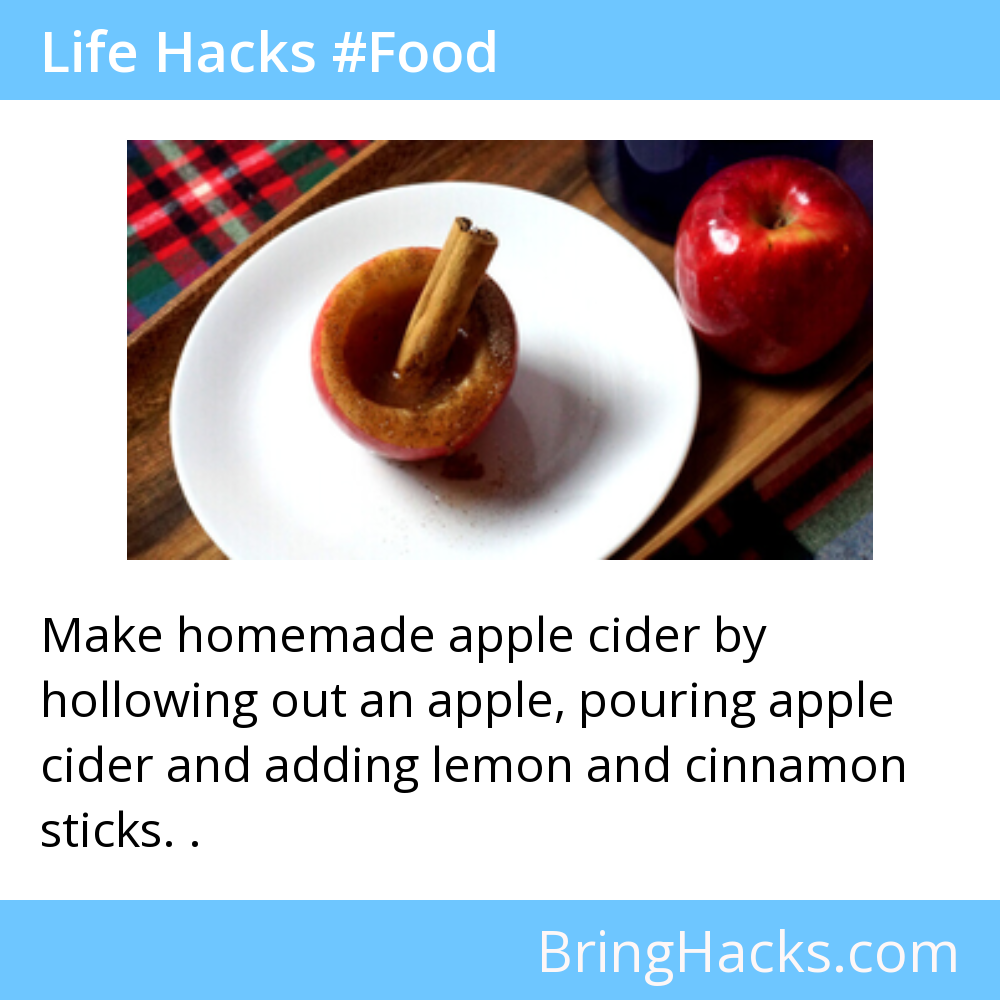 Life Hacks #Food
Make homemade apple cider by
hollowing out an apple, pouring apple
cider and adding lemon and cinnamon
sticks. .
BringHacks.com